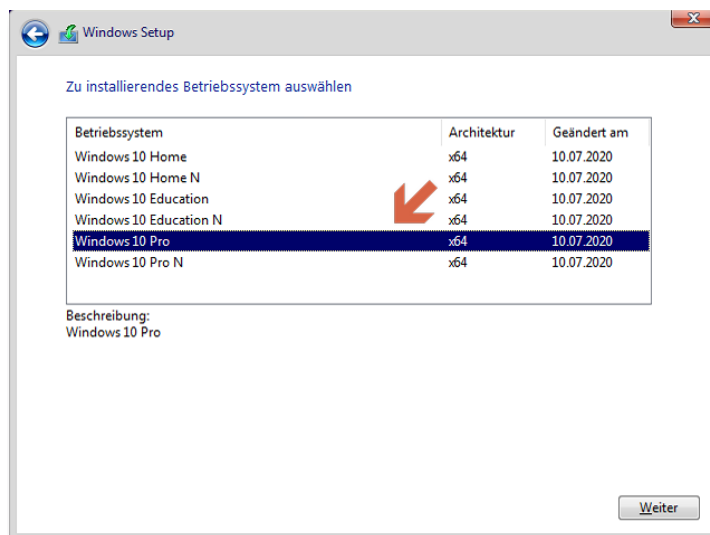 Windows Setup
Zu installierendes Betriebssystem auswählen
Betriebssystem Architektur Geändert am
Windows 10 Home x64 10.07.2020
Windows 10 Home N x64 10.07.2020
Windows 10 Education x64 10.07.2020
Windows 10 Education N x64 10.07.2020
Windows 10 Pro x64 10.07.2020
Windows 10 Pro N x64 10.07.2020
Beschreibung:
Windows 10 Pro
Weiter